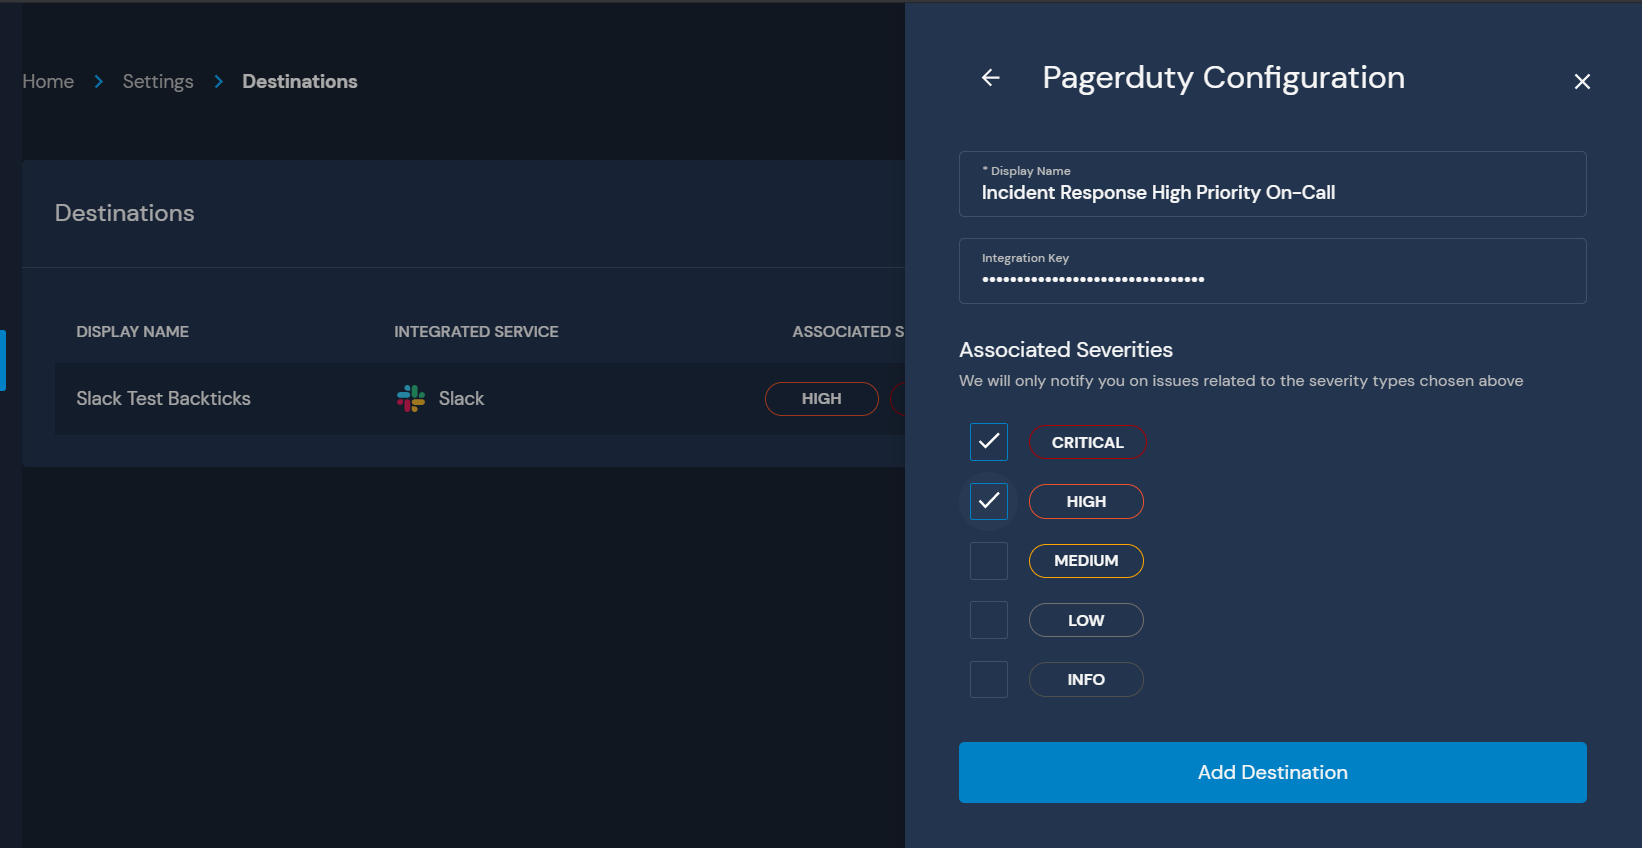 Home > Settings > Destinations
Destinations
DISPLAY NAME INTEGRATED SERVICE ASSOCIATED S
Slack Test Backticks Slack HIGH
Pagerduty Configuration
* Display Name
Incident Response High Priority On-Call
Integration Key
••••••••••••••••••••••••••••••••
Associated Severities
We will only notify you on issues related to the severity types chosen above
CRITICAL
HIGH
MEDIUM
LOW
INFO
Add Destination